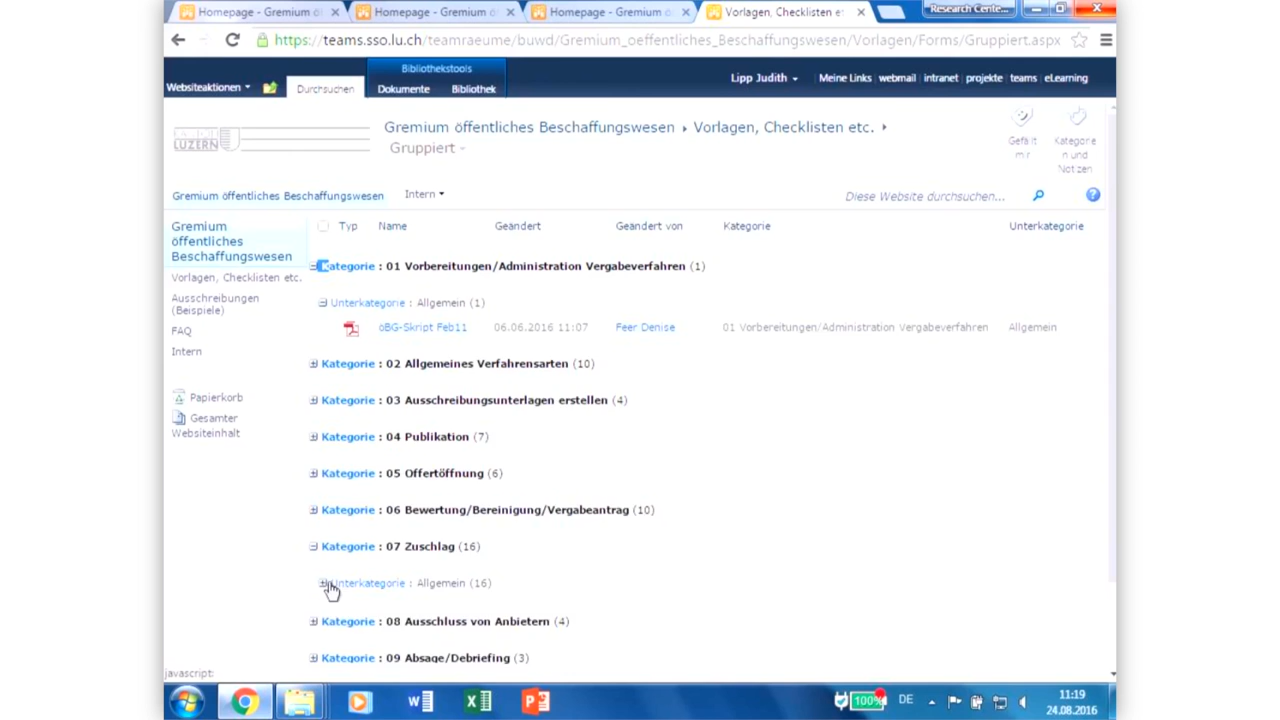 Homepage - Gremium ö
Homepage - Gremium ö
Homepage - Gremium ö
Vorlagen, Checklisten et
Research Cente...
https://teams.sso.lu.ch/teamraeume/buwd/Gremium_oeffentliches_Beschaffungswesen/Vorlagen/Forms/Gruppiert.aspx
Bibliothekstools
Websiteaktionen
Durchsuchen
Dokumente
Bibliothek
Lipp Judith
Meine Links
webmail
intranet
projekte
teams
eLearning
KANTON
LUZERN
Gremium öffentliches Beschaffungswesen
Vorlagen, Checklisten etc.
Gruppiert
Gefällt
mir
Kategorie
n und
Notizen
Gremium öffentliches Beschaffungswesen
Intern
Diese Website durchsuchen...
Gremium
öffentliches
Beschaffungswesen
Vorlagen, Checklisten etc.
Ausschreibungen
(Beispiele)
FAQ
Intern
Papierkorb
Gesamter
Websiteinhalt
Typ Name Geändert Geändert von Kategorie Unterkategorie
Kategorie : 01 Vorbereitungen/Administration Vergabeverfahren (1)
Unterkategorie : Allgemein (1)
öBG-Skript Feb11 06.06.2016 11:07 Feer Denise 01 Vorbereitungen/Administration Vergabeverfahren Allgemein
Kategorie : 02 Allgemeines Verfahrensarten (10)
Kategorie : 03 Ausschreibungsunterlagen erstellen (4)
Kategorie : 04 Publikation (7)
Kategorie : 05 Offertöffnung (6)
Kategorie : 06 Bewertung/Bereinigung/Vergabeantrag (10)
Kategorie : 07 Zuschlag (16)
Unterkategorie : Allgemein (16)
Kategorie : 08 Ausschluss von Anbietern (4)
Kategorie : 09 Absage/Debriefing (3)
javascript:
100%
DE
11:19
24.08.2016